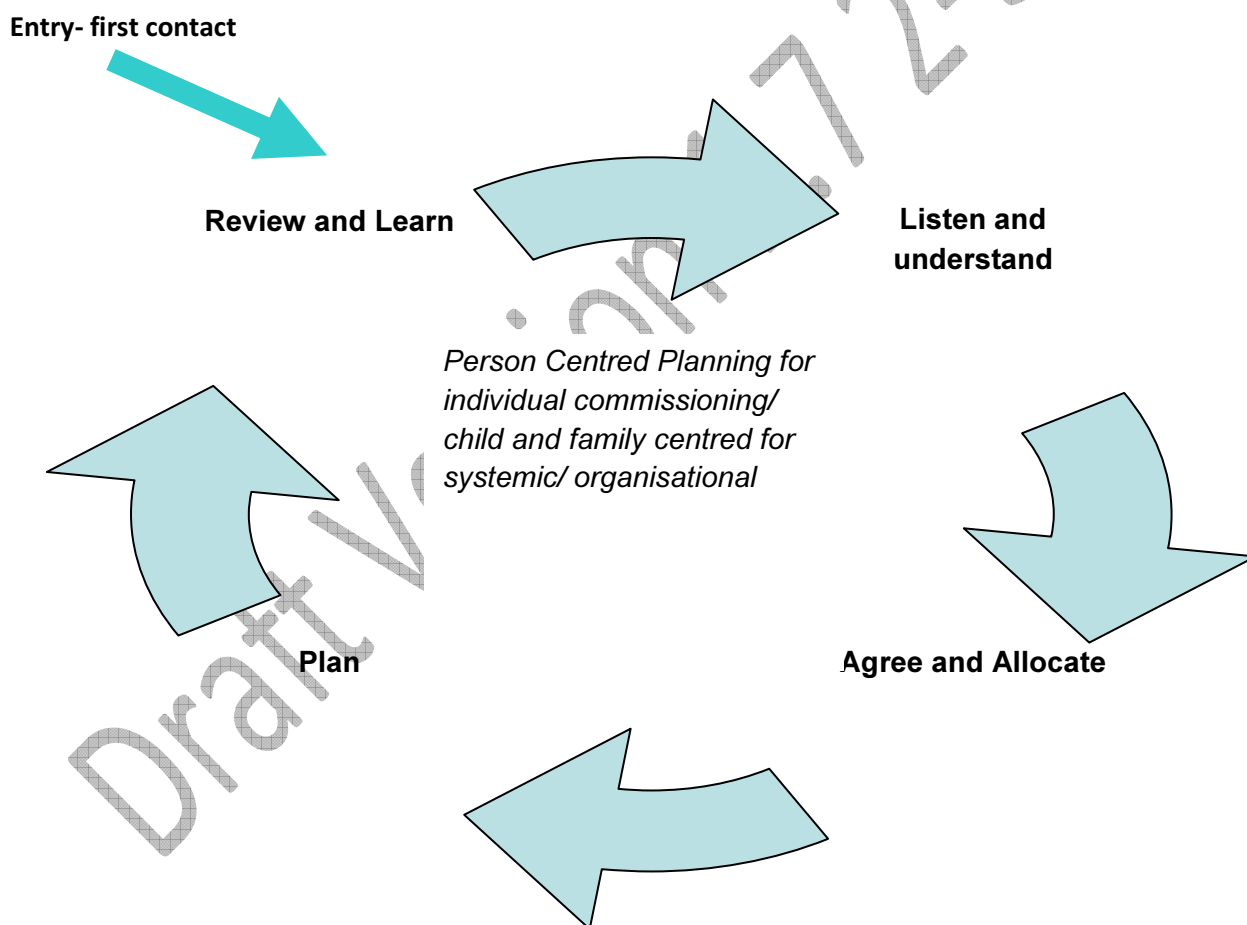 Entry- first contact
Review and Learn
Listen and
understand
Person Centred Planning for
individual commissioning/
child and family centred for
systemic/ organisational
Plan
Agree and Allocate
Draft